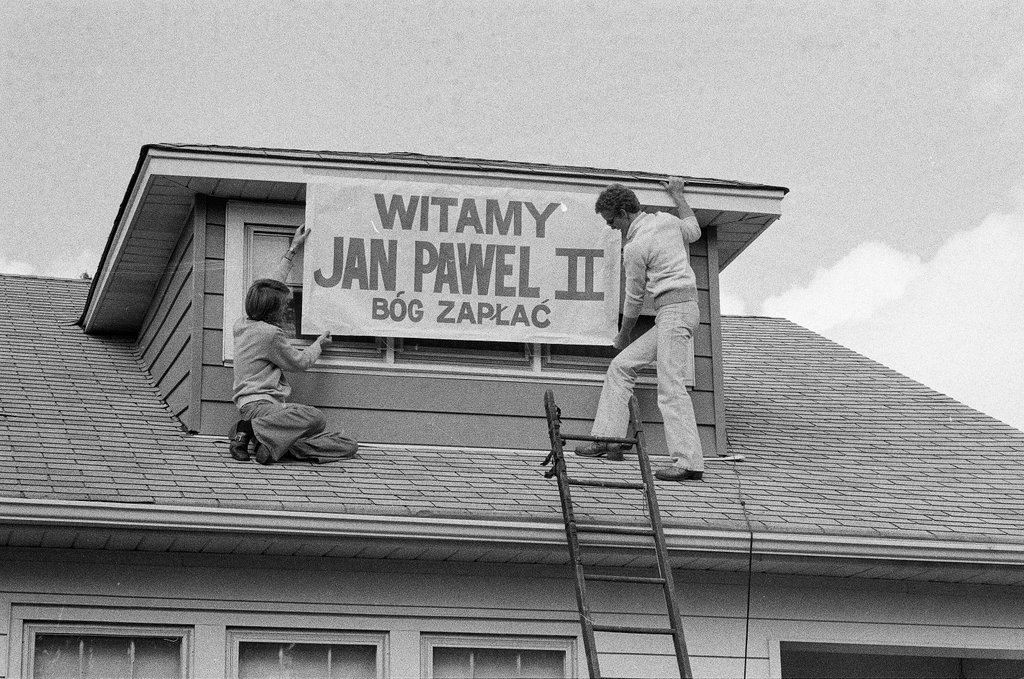 WITAMY
JAN PAWEL II
BÓG ZAPŁAĆ